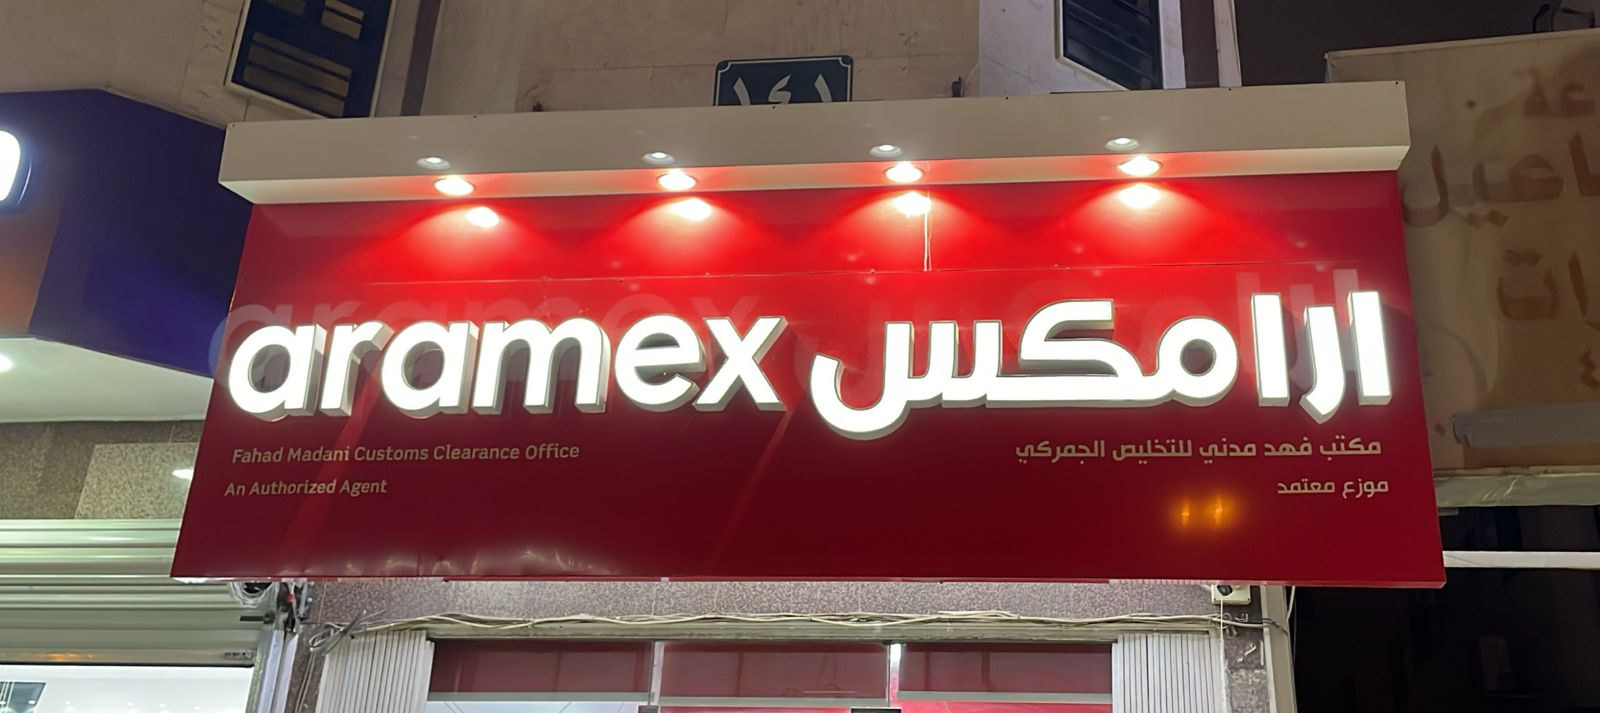 ١٤١
aramex ارامكس
Fahad Madani Customs Clearance Office
مكتب فهد مدني للتخليص الجمركي
An Authorized Agent
موزع معتمد